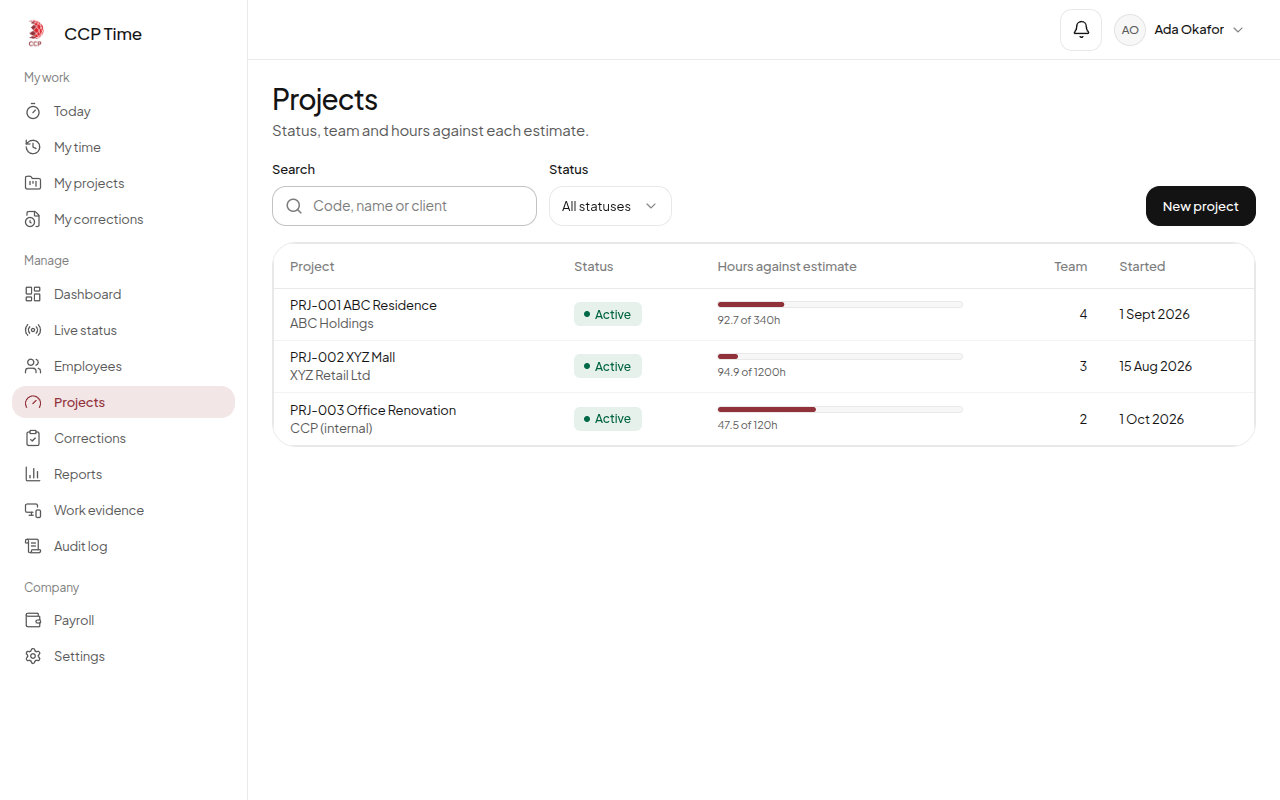 CCP
CCP Time
My work
Today
My time
My projects
My corrections
Manage
Dashboard
Live status
Employees
Projects
Corrections
Reports
Work evidence
Audit log
Company
Payroll
Settings
AO
Ada Okafor
Projects
Status, team and hours against each estimate.
Search
Status
Code, name or client
All statuses
New project
Project Status Hours against estimate Team Started
PRJ-001 ABC Residence
ABC Holdings
Active
92.7 of 340h
4
1 Sept 2026
PRJ-002 XYZ Mall
XYZ Retail Ltd
Active
94.9 of 1200h
3
15 Aug 2026
PRJ-003 Office Renovation
CCP (internal)
Active
47.5 of 120h
2
1 Oct 2026